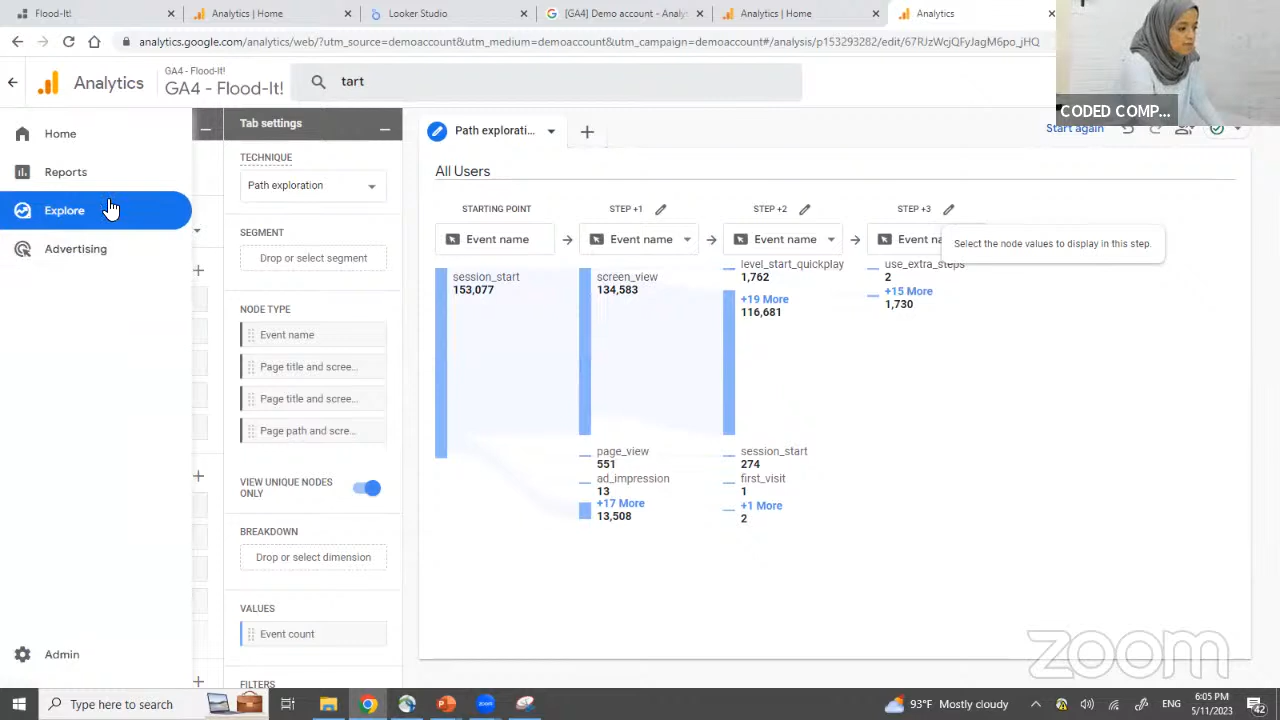 Flood-It!
Analytics | Home
Looker Studio
[GA4] Demo account - Analy
Analytics | Home
Analytics
analytics.google.com/analytics/web/?utm_source=demoaccount&utm_medium=demoaccount&utm_campaign=demoaccount#/analysis/p153293282/edit/67RJzWcjQFyJagM6po_jHQ
Analytics
GA4 - Flood-It!
GA4 - Flood-It!
tart
CODED COMP...
Home
Reports
Explore
Advertising
Admin
Tab settings
TECHNIQUE
Path exploration
SEGMENT
Drop or select segment
NODE TYPE
Event name
Page title and scree...
Page title and scree...
Page path and scre...
VIEW UNIQUE NODES
ONLY
BREAKDOWN
Drop or select dimension
VALUES
Event count
FILTERS
Path explorati...
Start again
All Users
STARTING POINT
STEP +1
STEP +2
STEP +3
Event name
Event name
Event name
Event na
Select the node values to display in this step.
session_start
153,077
screen_view
134,583
page_view
551
ad_impression
13
+17 More
13,508
level_start_quickplay
1,762
+19 More
116,681
session_start
274
first_visit
1
+1 More
2
use_extra_steps
2
+15 More
1,730
zoom
Type here to search
93°F Mostly cloudy
ENG
6:05 PM
5/11/2023
42